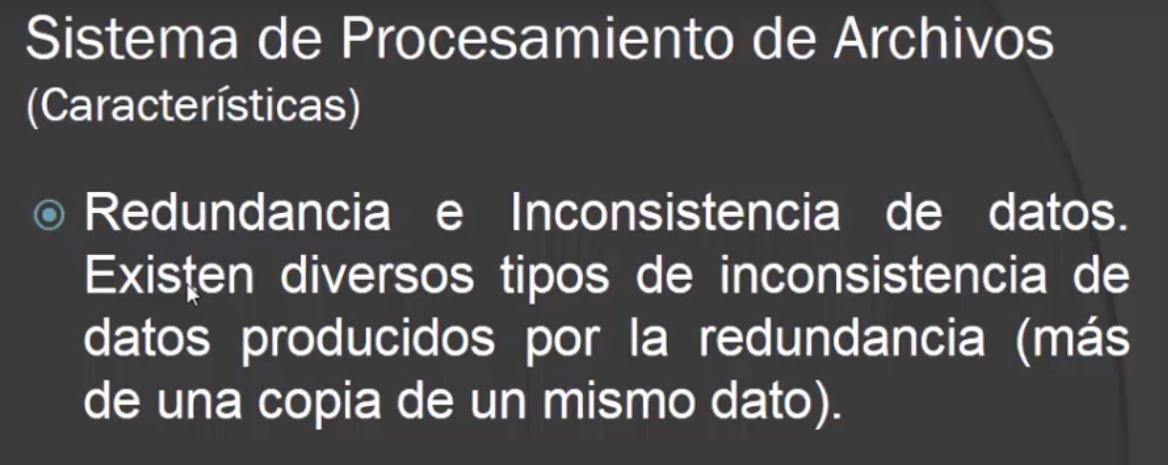 Sistema de Procesamiento de Archivos
(Características)
Redundancia e Inconsistencia de datos.
Existen diversos tipos de inconsistencia de
datos producidos por la redundancia (más
de una copia de un mismo dato).